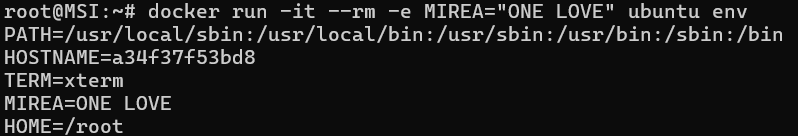 root@MSI:~# docker run -it --rm -e MIREA="ONE LOVE" ubuntu env
PATH=/usr/local/sbin:/usr/local/bin:/usr/sbin:/usr/bin:/sbin:/bin
HOSTNAME=a34f37f53bd8
TERM=xterm
MIREA=ONE LOVE
HOME=/root